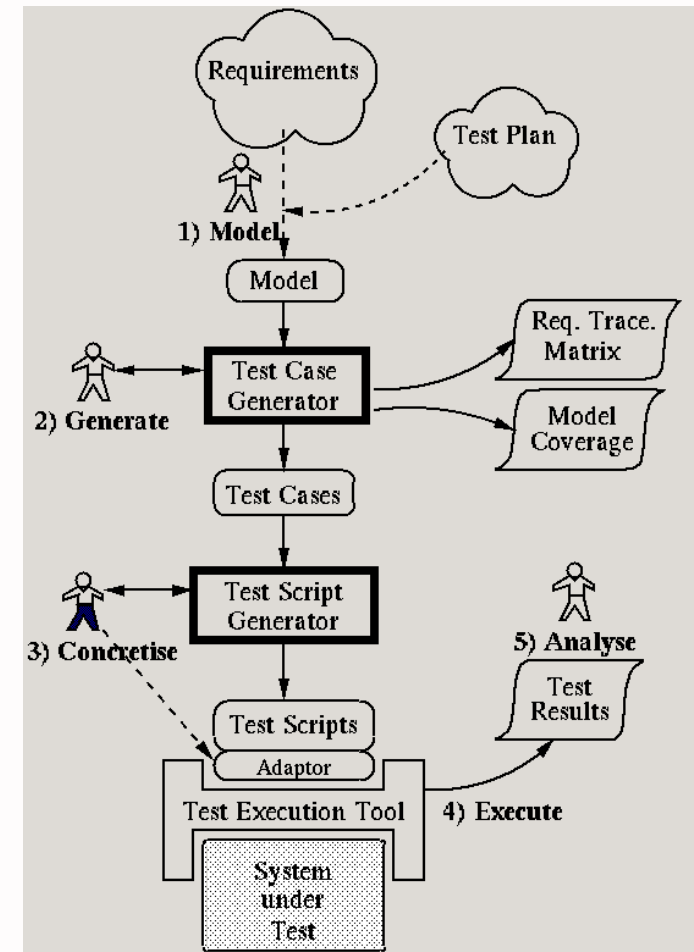 Requirements
Test Plan
1) Model
Model
Req. Trace.
Matrix
Test Case
Generator
2) Generate
Model
Coverage
Test Cases
Test Script
Generator
3) Concretise
5) Analyse
Test
Results
Test Scripts
Adaptor
Test Execution Tool
4) Execute
System
under
Test